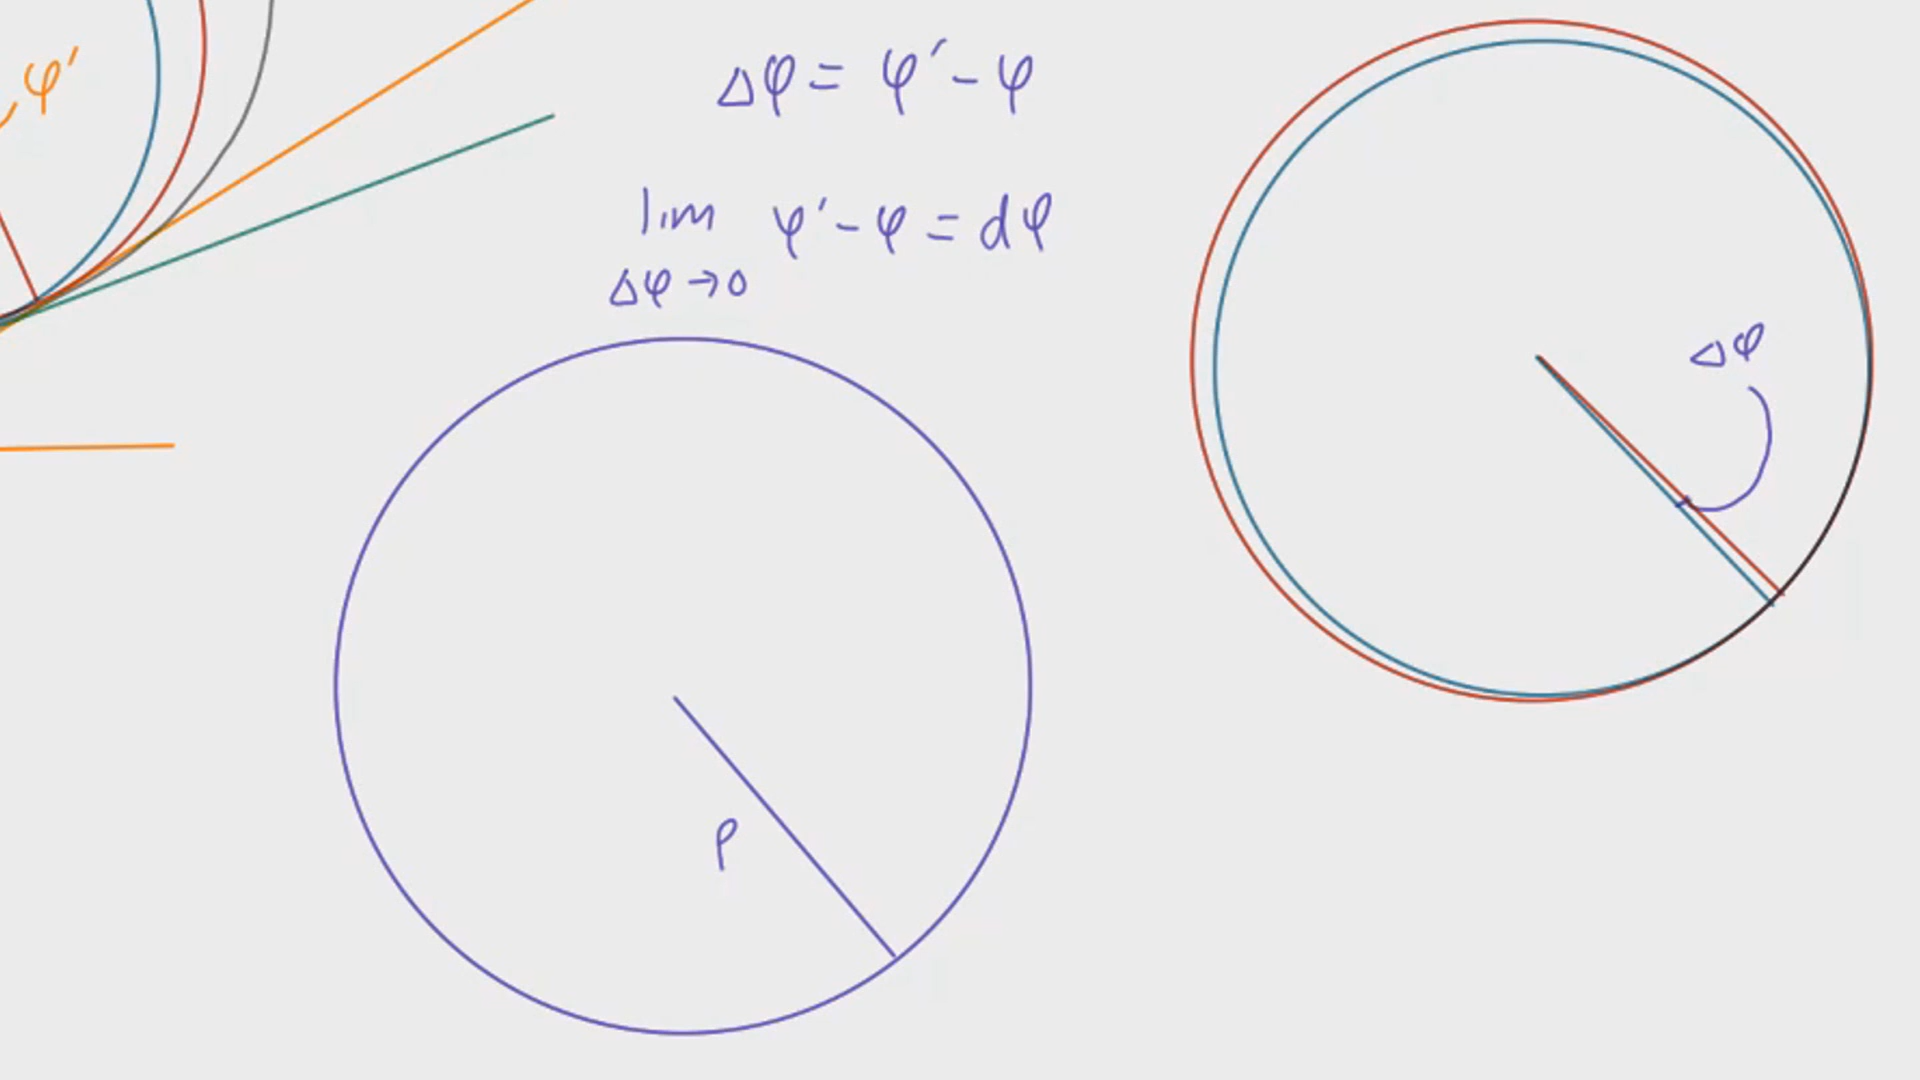 φ'
Δφ = φ' - φ
lim φ' - φ = dφ
Δφ → 0
Δφ
ρ